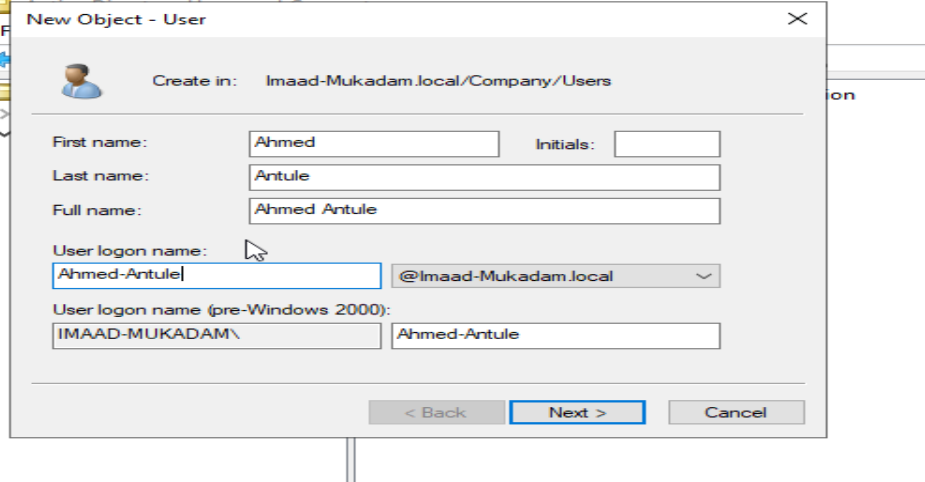 New Object - User
Create in: Imaad-Mukadam.local/Company/Users
ion
First name: Ahmed Initials:
Last name: Antule
Full name: Ahmed Antule
User logon name:
Ahmed-Antule @Imaad-Mukadam.local
User logon name (pre-Windows 2000):
IMAAD-MUKADAM\ Ahmed-Antule
< Back Next > Cancel